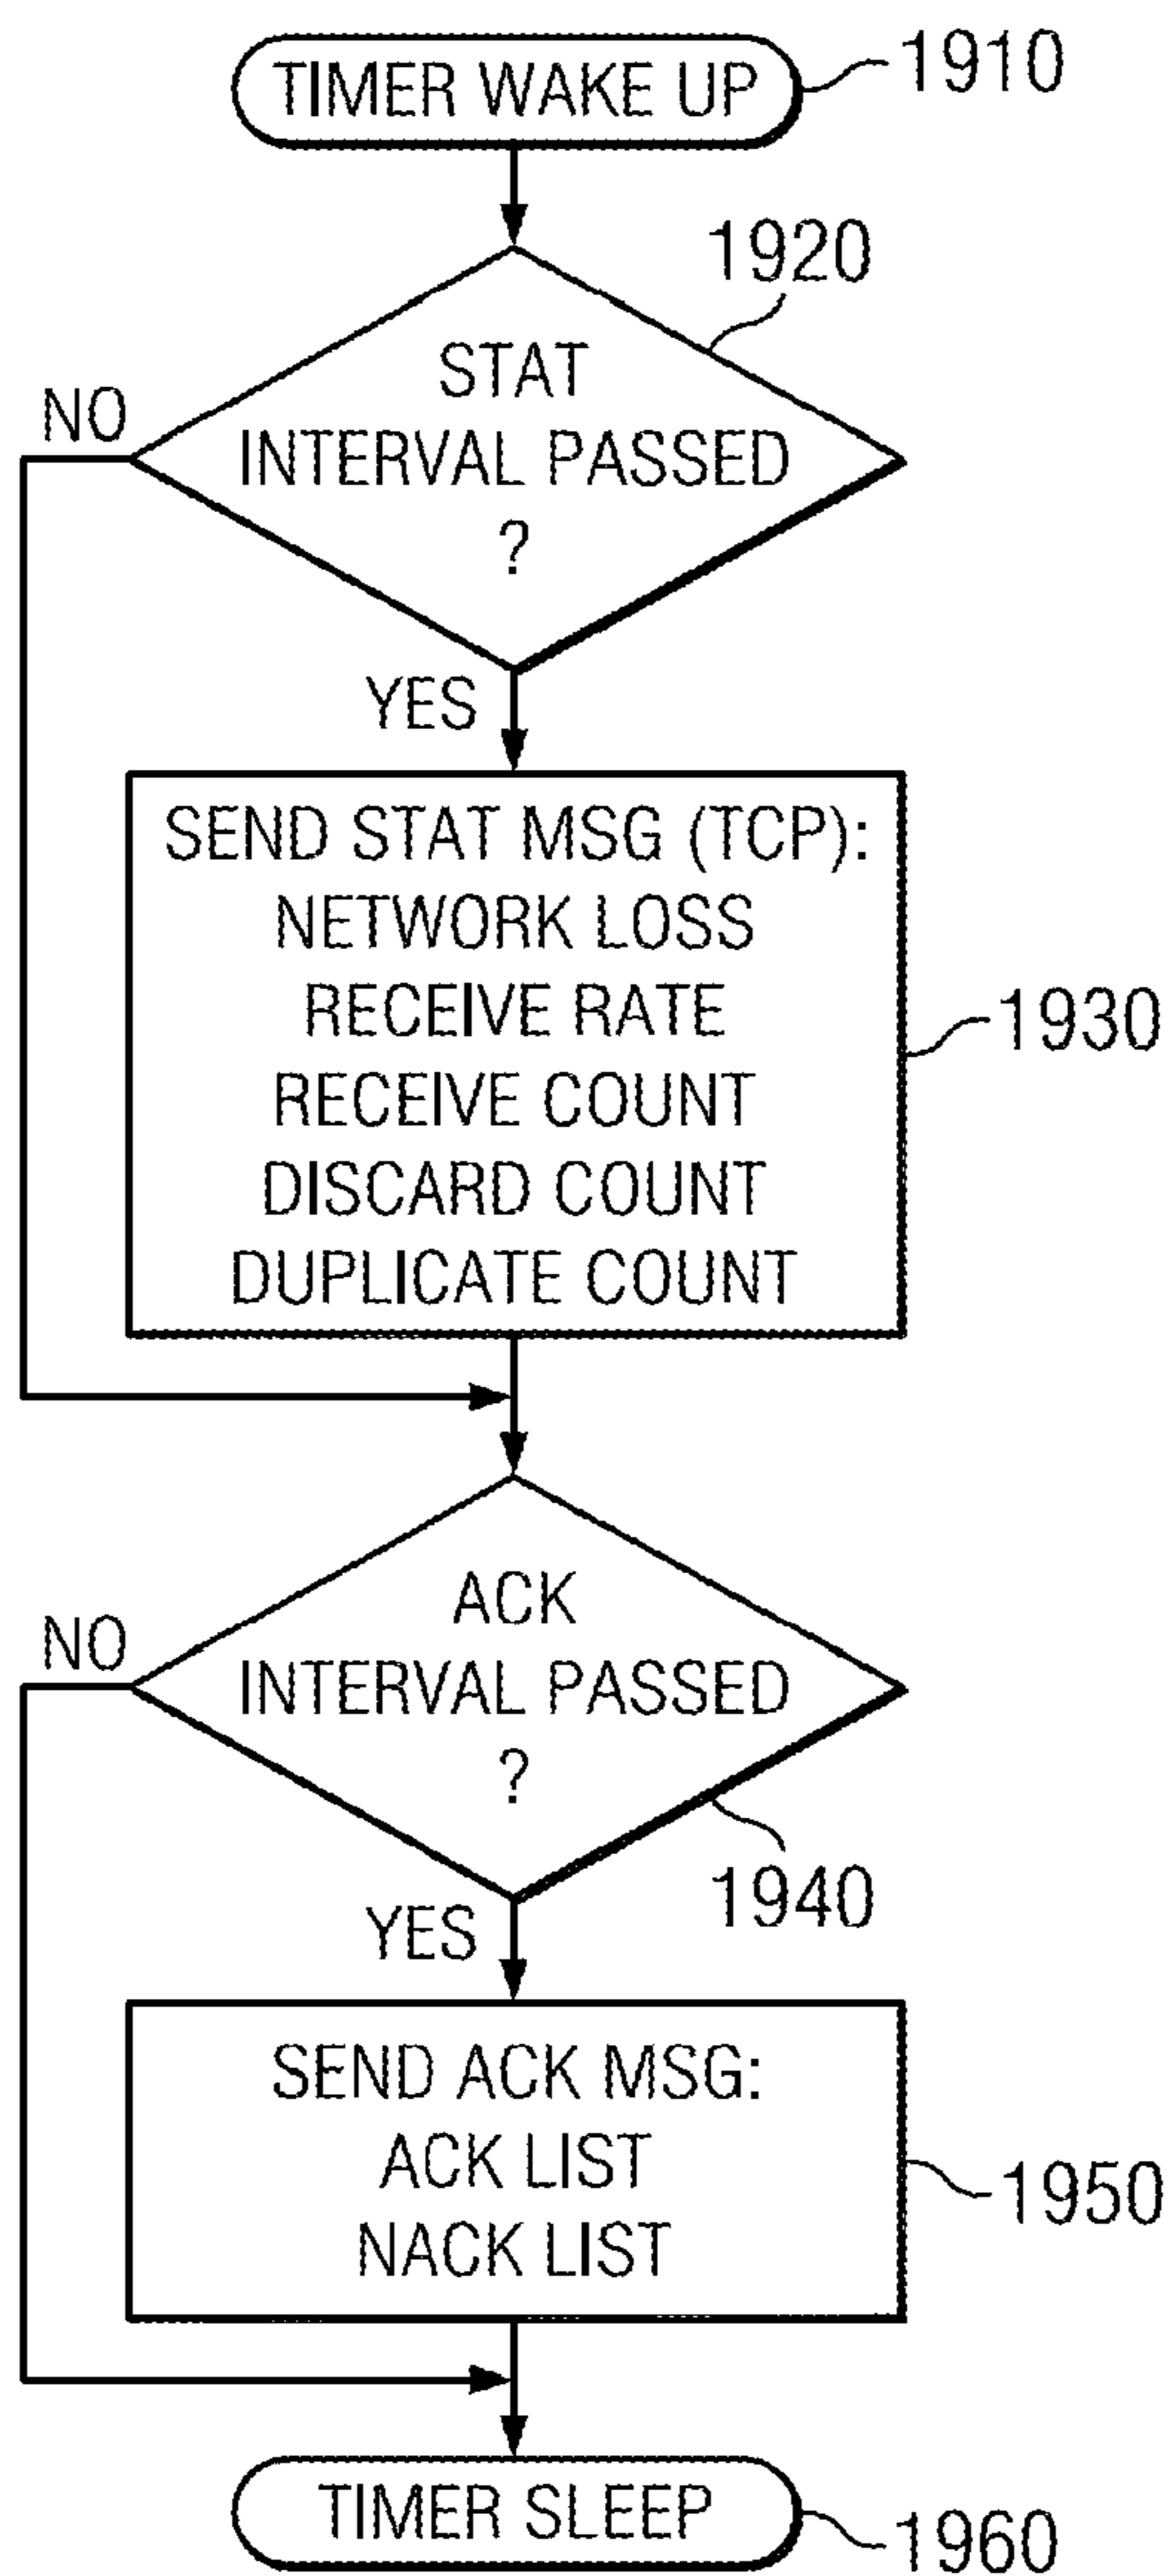 TIMER WAKE UP
1910
1920
STAT
INTERVAL PASSED
?
NO
YES
SEND STAT MSG (TCP):
NETWORK LOSS
RECEIVE RATE
RECEIVE COUNT
DISCARD COUNT
DUPLICATE COUNT
1930
ACK
INTERVAL PASSED
?
NO
1940
YES
SEND ACK MSG:
ACK LIST
NACK LIST
1950
TIMER SLEEP
1960